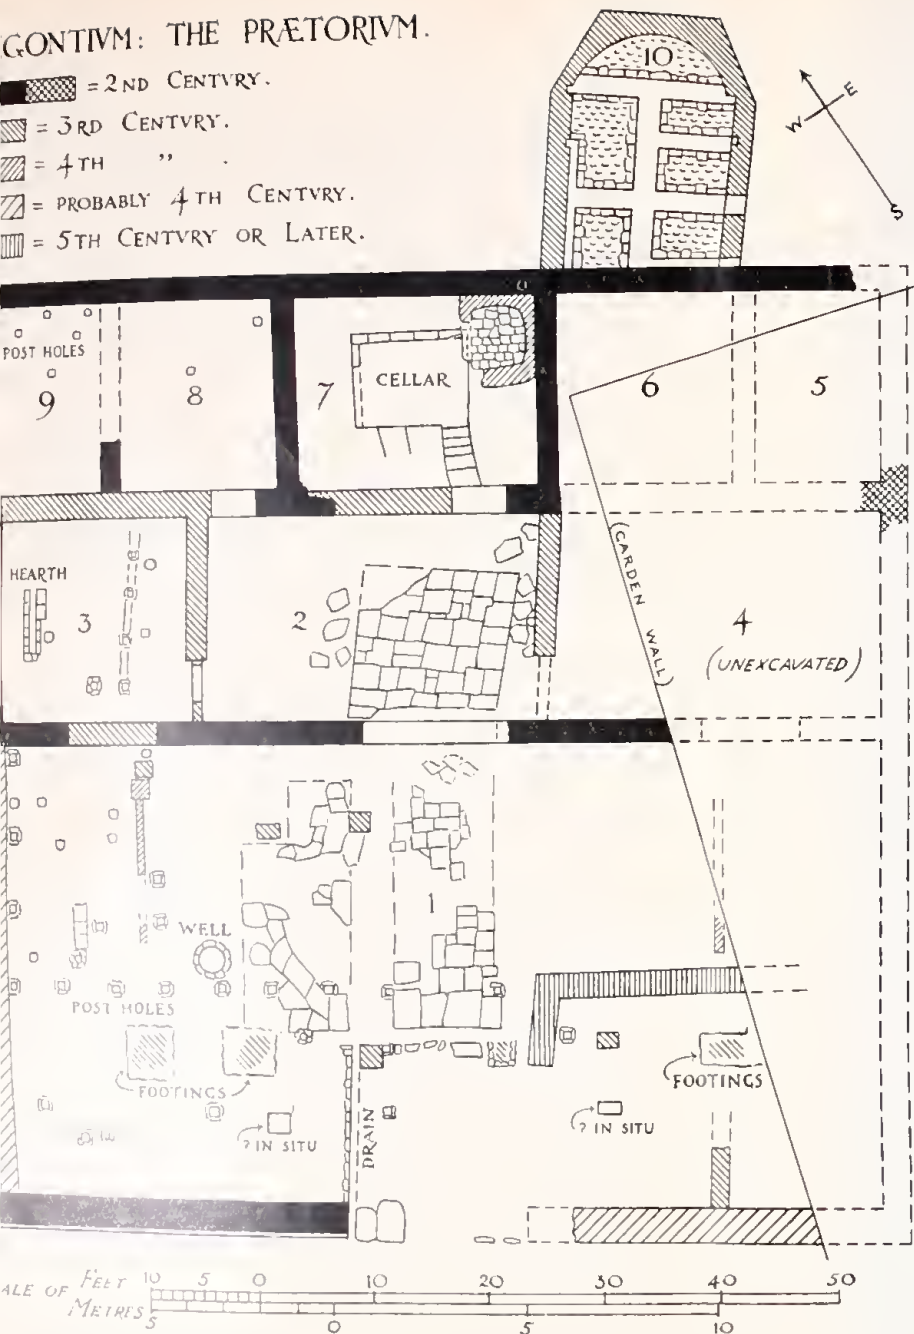 GONTIVM: THE PRÆTORIVM.
= 2ND CENTVRY.
= 3RD CENTVRY.
= 4TH " .
= PROBABLY 4TH CENTVRY.
= 5TH CENTVRY OR LATER.
10
E
W
S
POST HOLES
9
8
7
CELLAR
6
5
HEARTH
3
2
(GARDEN WALL)
4
(UNEXCAVATED)
1
WELL
POST HOLES
FOOTINGS
? IN SITU
DRAIN
FOOTINGS
? IN SITU
ALE OF FEET 10 5 0 10 20 30 40 50
METRES 5 0 5 10